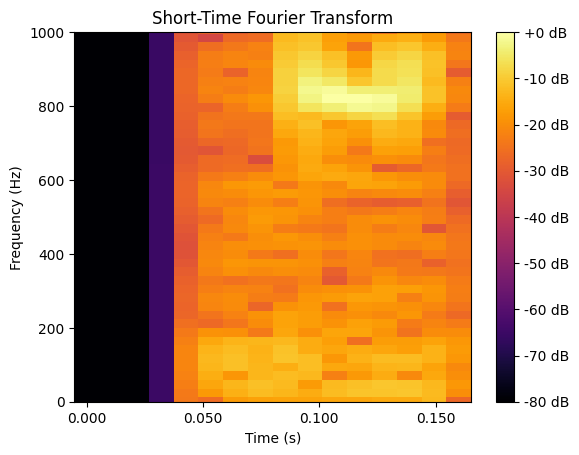 Short-Time Fourier Transform
1000
800
600
400
200
0
Frequency (Hz)
0.000
0.050
0.100
0.150
Time (s)
+0 dB
-10 dB
-20 dB
-30 dB
-40 dB
-50 dB
-60 dB
-70 dB
-80 dB